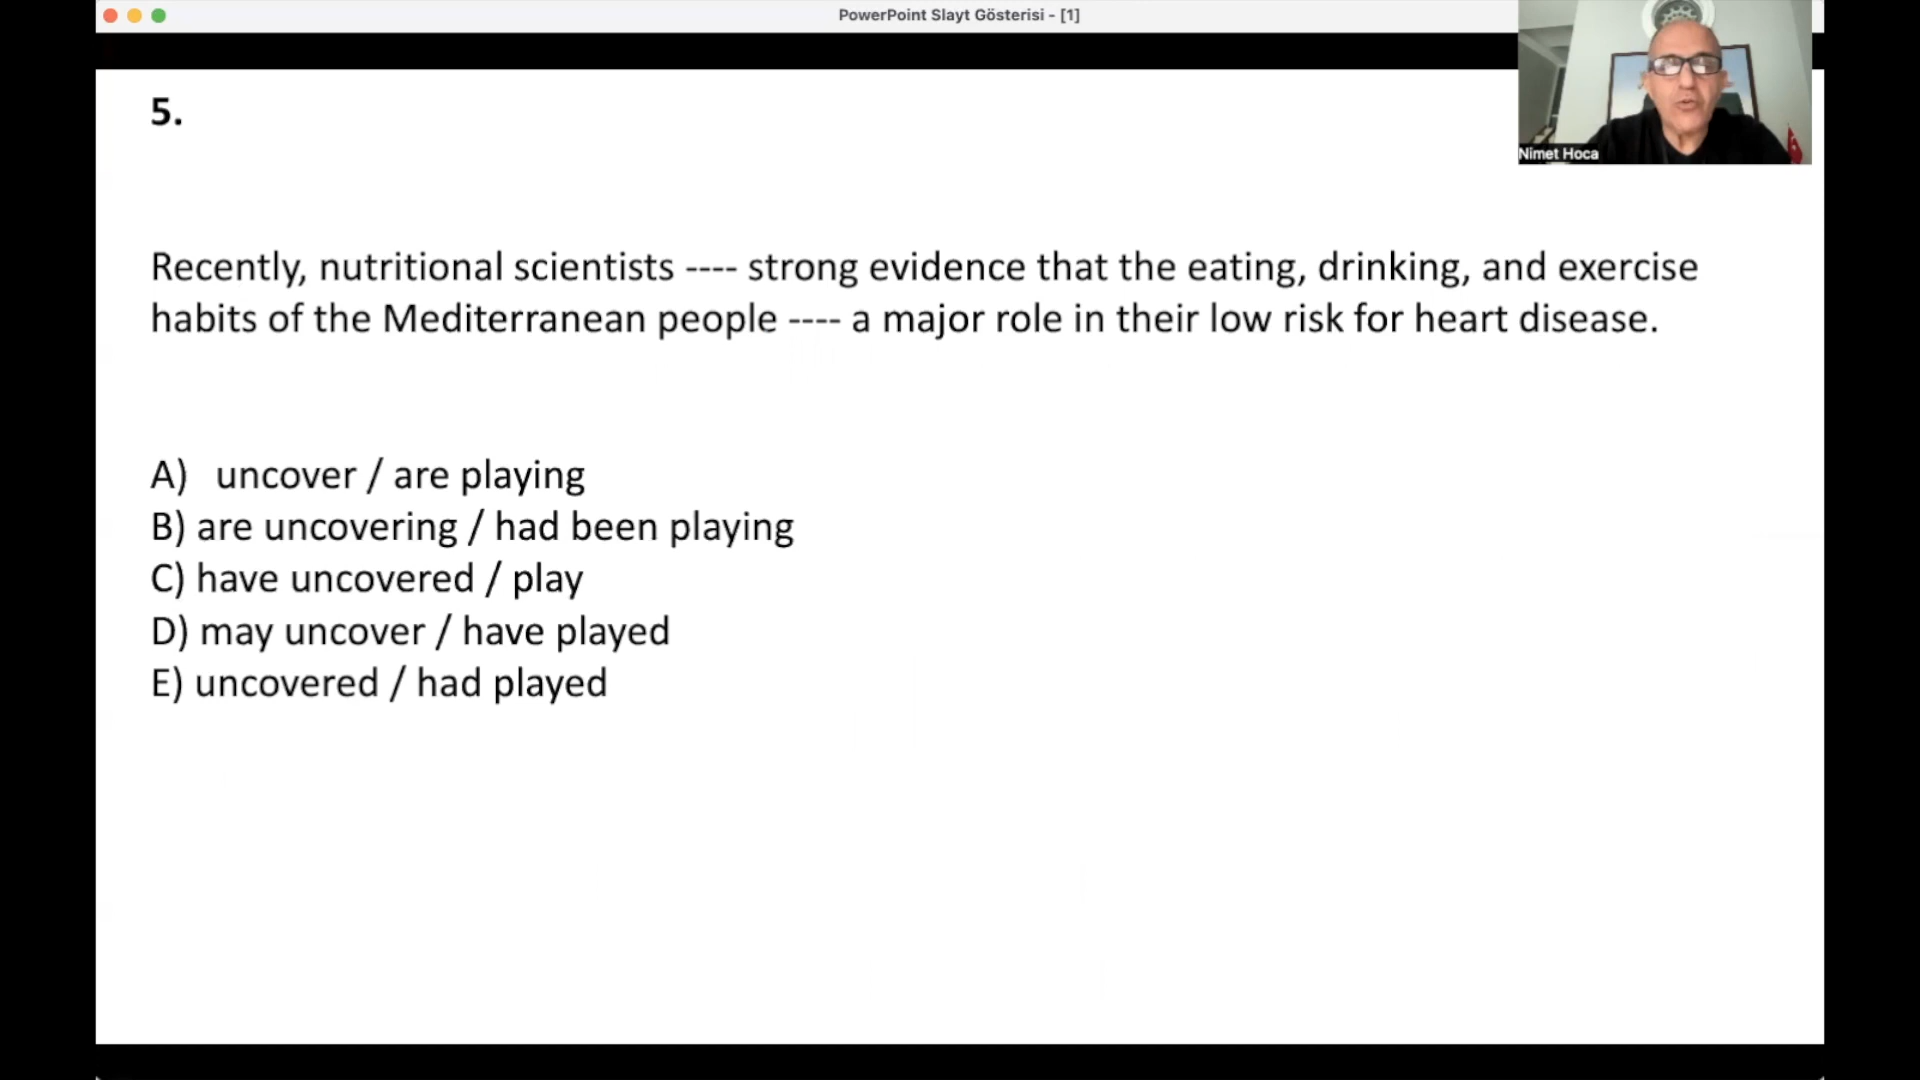 PowerPoint Slayt Gösterisi - [1]
Nimet Hoca
5.
Recently, nutritional scientists ---- strong evidence that the eating, drinking, and exercise
habits of the Mediterranean people ---- a major role in their low risk for heart disease.
A) uncover / are playing
B) are uncovering / had been playing
C) have uncovered / play
D) may uncover / have played
E) uncovered / had played